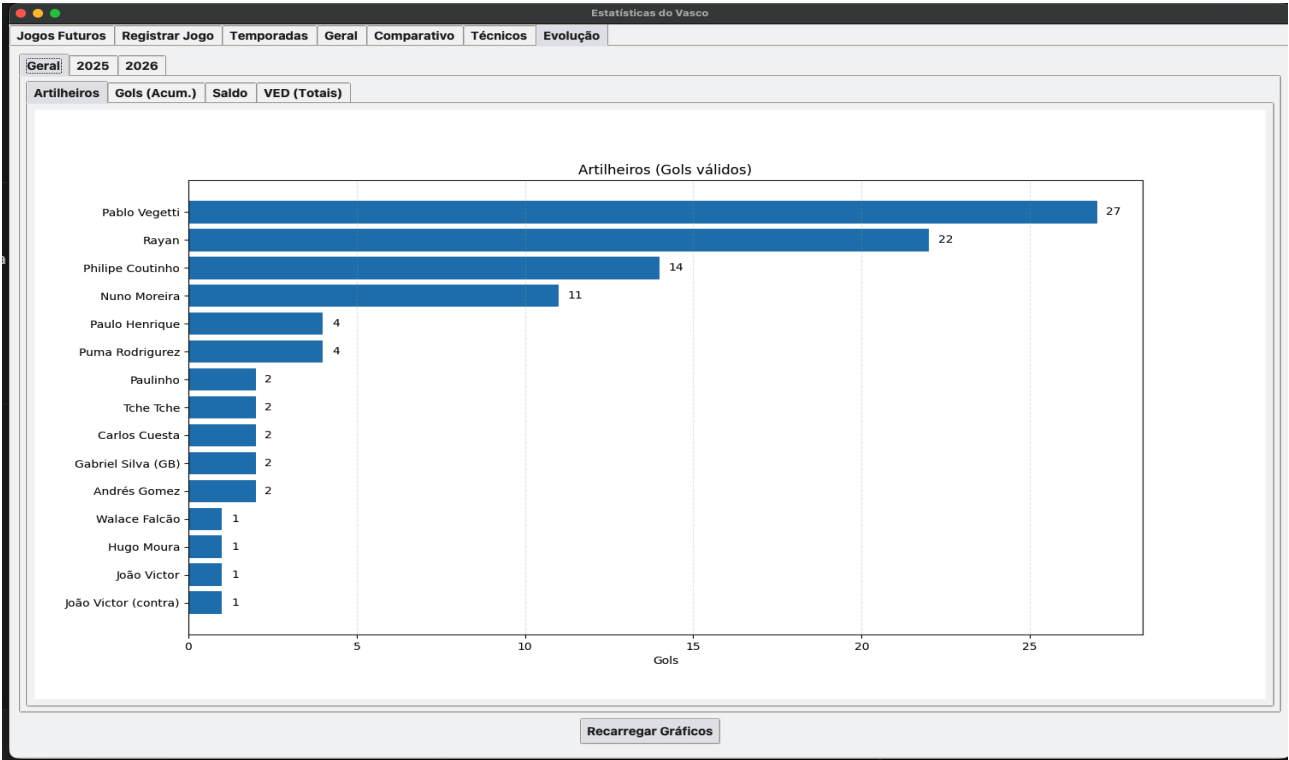 Estatísticas do Vasco
Jogos Futuros Registrar Jogo Temporadas Geral Comparativo Técnicos Evolução
Geral 2025 2026
Artilheiros Gols (Acum.) Saldo VED (Totais)
Artilheiros (Gols válidos)
Pablo Vegetti 27
Rayan 22
Philipe Coutinho 14
Nuno Moreira 11
Paulo Henrique 4
Puma Rodrigurez 4
Paulinho 2
Tche Tche 2
Carlos Cuesta 2
Gabriel Silva (GB) 2
Andrés Gomez 2
Walace Falcão 1
Hugo Moura 1
João Victor 1
João Victor (contra) 1
0 5 10 15 20 25
Gols
Recarregar Gráficos